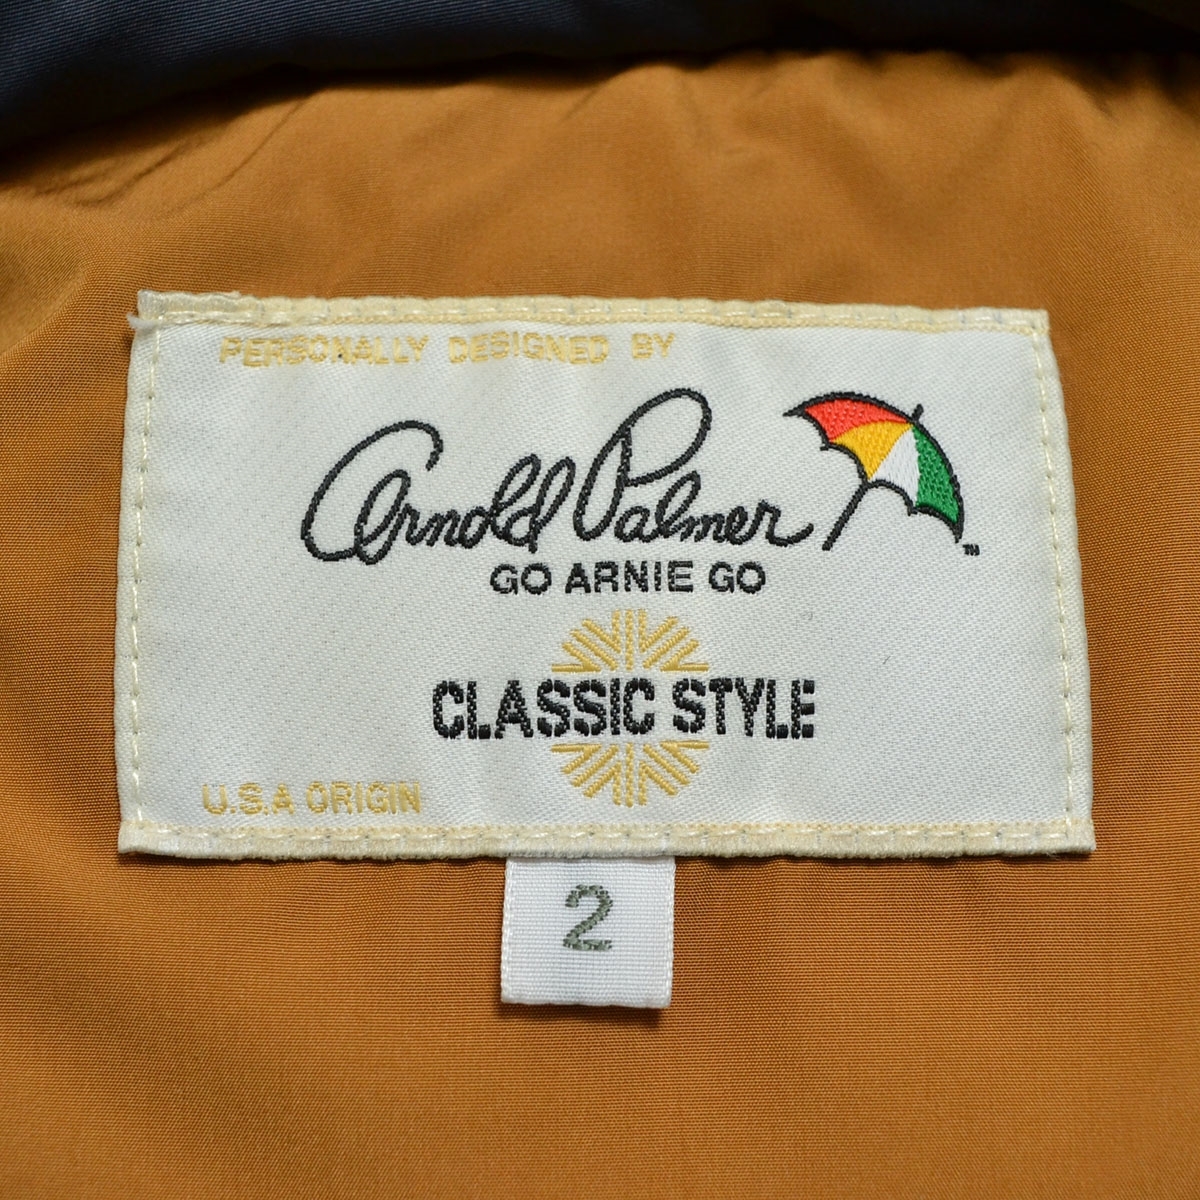 PERSONALLY DESIGNED BY
Arnold Palmer
TM
GO ARNIE GO
CLASSIC STYLE
U.S.A ORIGIN
2